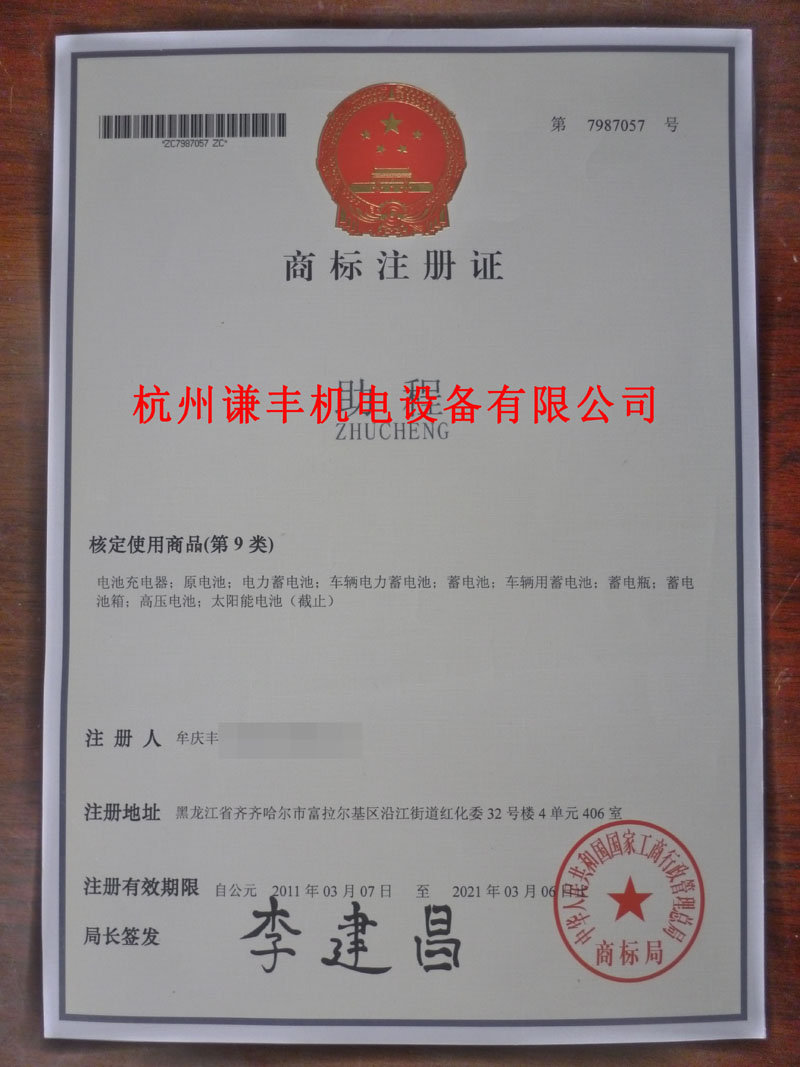 *ZC7987057 ZC*
第 7987057 号
商标注册证
助程
杭州谦丰机电设备有限公司
ZHUCHENG
核定使用商品(第 9 类)
电池充电器；原电池；电力蓄电池；车辆电力蓄电池；蓄电池；车辆用蓄电池；蓄电瓶；蓄电
池箱；高压电池；太阳能电池（截止）
注册人 牟庆丰
注册地址 黑龙江省齐齐哈尔市富拉尔基区沿江街道红化委 32 号楼 4 单元 406 室
注册有效期限 自公元 2011 年 03 月 07 日 至 2021 年 03 月 06 日止
局长签发 李建昌
中华人民共和国国家工商行政管理总局
商标局